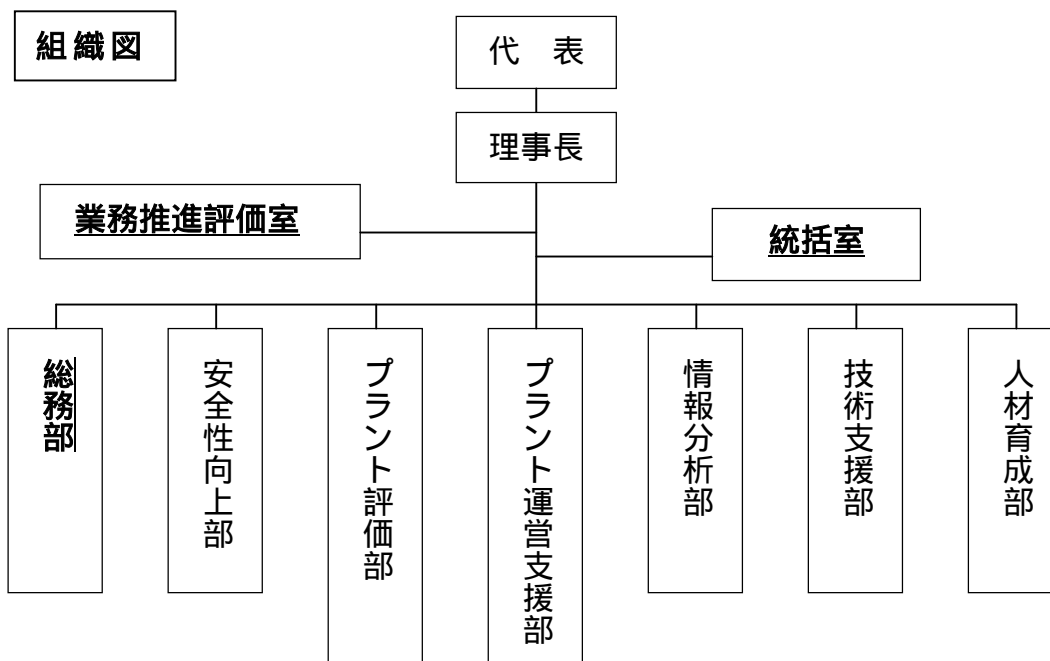 組織図
代　表
理事長
業務推進評価室
統括室
総務部
安全性向上部
プラント評価部
プラント運営支援部
情報分析部
技術支援部
人材育成部